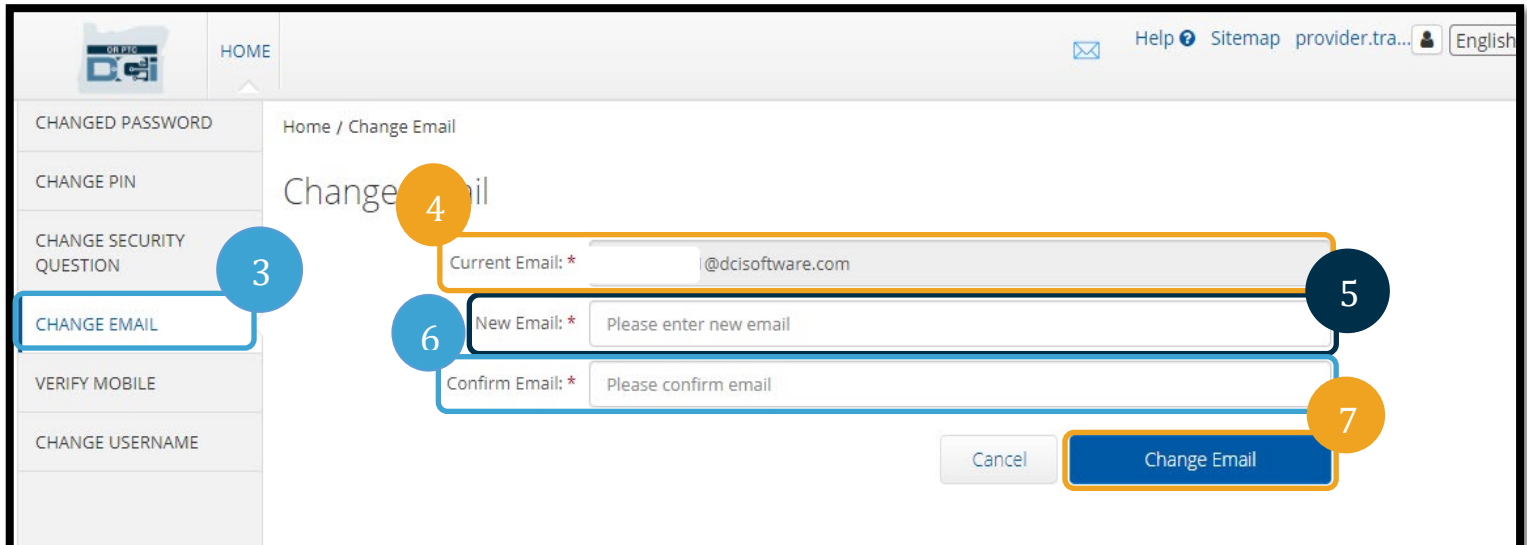 OR PTC
DCI
HOME
Help ? Sitemap provider.tra... English
CHANGED PASSWORD
CHANGE PIN
CHANGE SECURITY
QUESTION
3
CHANGE EMAIL
VERIFY MOBILE
CHANGE USERNAME
Home / Change Email
Change il
4
Current Email: * @dcisoftware.com
5
New Email: * Please enter new email
6
Confirm Email: * Please confirm email
7
Cancel Change Email